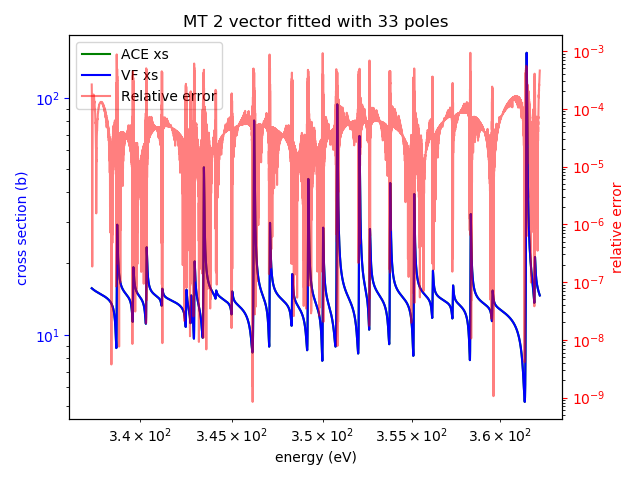 MT 2 vector fitted with 33 poles
ACE xs
VF xs
Relative error
cross section (b)
10²
10¹
relative error
10⁻³
10⁻⁴
10⁻⁵
10⁻⁶
10⁻⁷
10⁻⁸
10⁻⁹
3.4 × 10² 3.45 × 10² 3.5 × 10² 3.55 × 10² 3.6 × 10²
energy (eV)